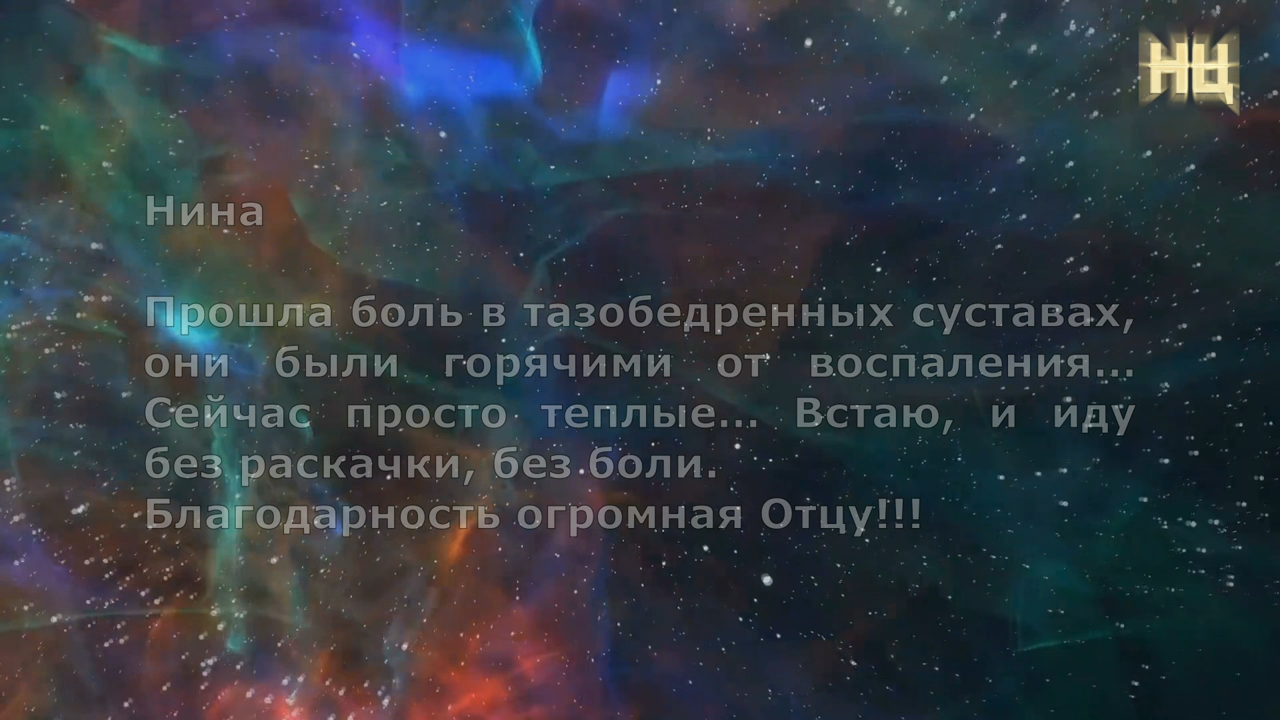 НЦ
Нина
Прошла боль в тазобедренных суставах,
они были горячими от воспаления...
Сейчас просто теплые... Встаю, и иду
без раскачки, без боли.
Благодарность огромная Отцу!!!